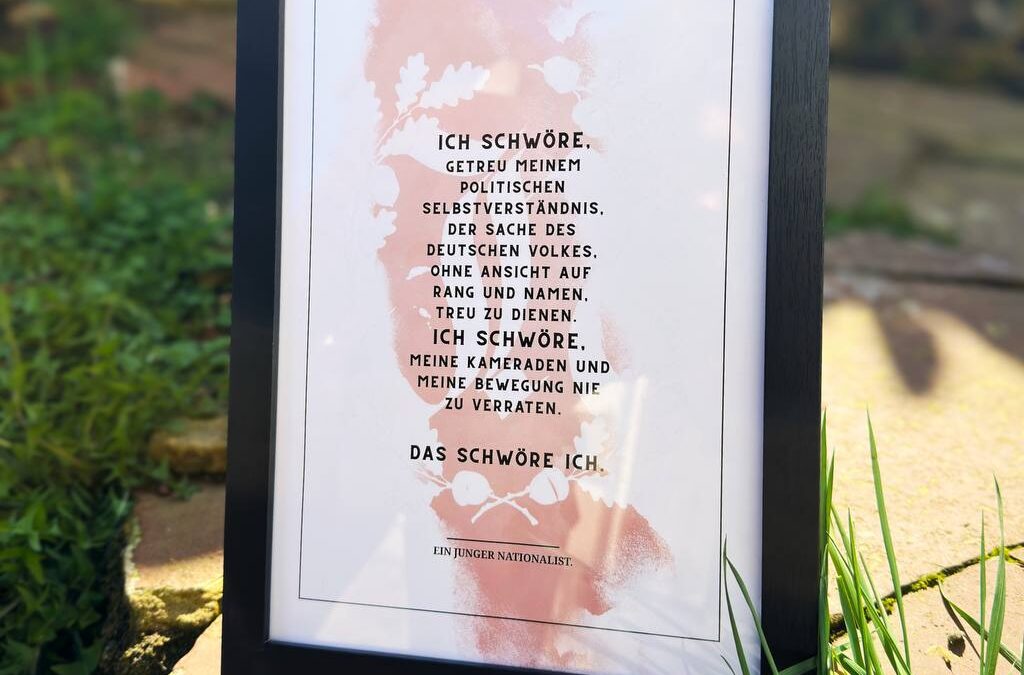 ICH SCHWÖRE,
GETREU MEINEM
POLITISCHEN
SELBSTVERSTÄNDNIS,
DER SACHE DES
DEUTSCHEN VOLKES,
OHNE ANSICHT AUF
RANG UND NAMEN,
TREU ZU DIENEN.
ICH SCHWÖRE,
MEINE KAMERADEN UND
MEINE BEWEGUNG NIE
ZU VERRATEN.
DAS SCHWÖRE ICH.
EIN JUNGER NATIONALIST.